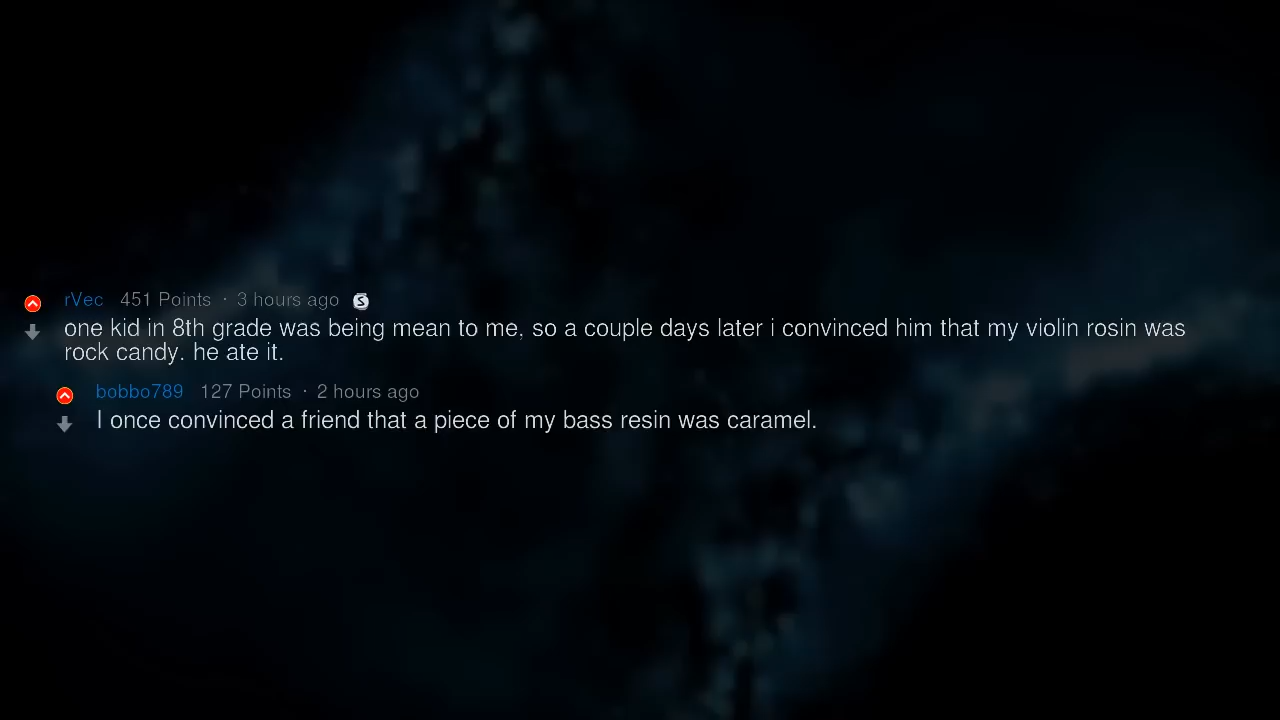 rVec 451 Points · 3 hours ago S
one kid in 8th grade was being mean to me, so a couple days later i convinced him that my violin rosin was
rock candy. he ate it.
bobbo789 127 Points · 2 hours ago
I once convinced a friend that a piece of my bass resin was caramel.